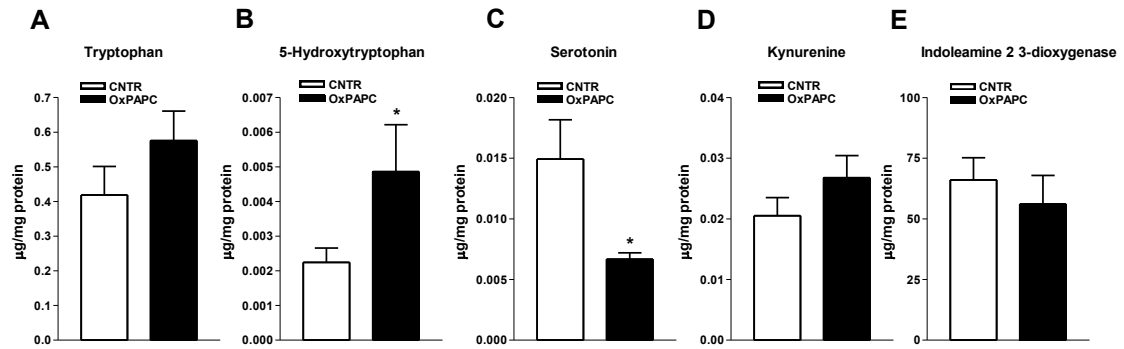 A
Tryptophan
CNTR
OxPAPC
0.7
0.6
0.5
0.4
0.3
0.2
0.1
0.0
µg/mg protein
B
5-Hydroxytryptophan
CNTR
OxPAPC
0.007
0.006
0.005
0.004
0.003
0.002
0.001
0.000
µg/mg protein
*
C
Serotonin
CNTR
OxPAPC
0.020
0.015
0.010
0.005
0.000
µg/mg protein
*
D
Kynurenine
CNTR
OxPAPC
0.04
0.03
0.02
0.01
0.00
µg/mg protein
E
Indoleamine 2 3-dioxygenase
CNTR
OxPAPC
100
75
50
25
0
µg/mg protein